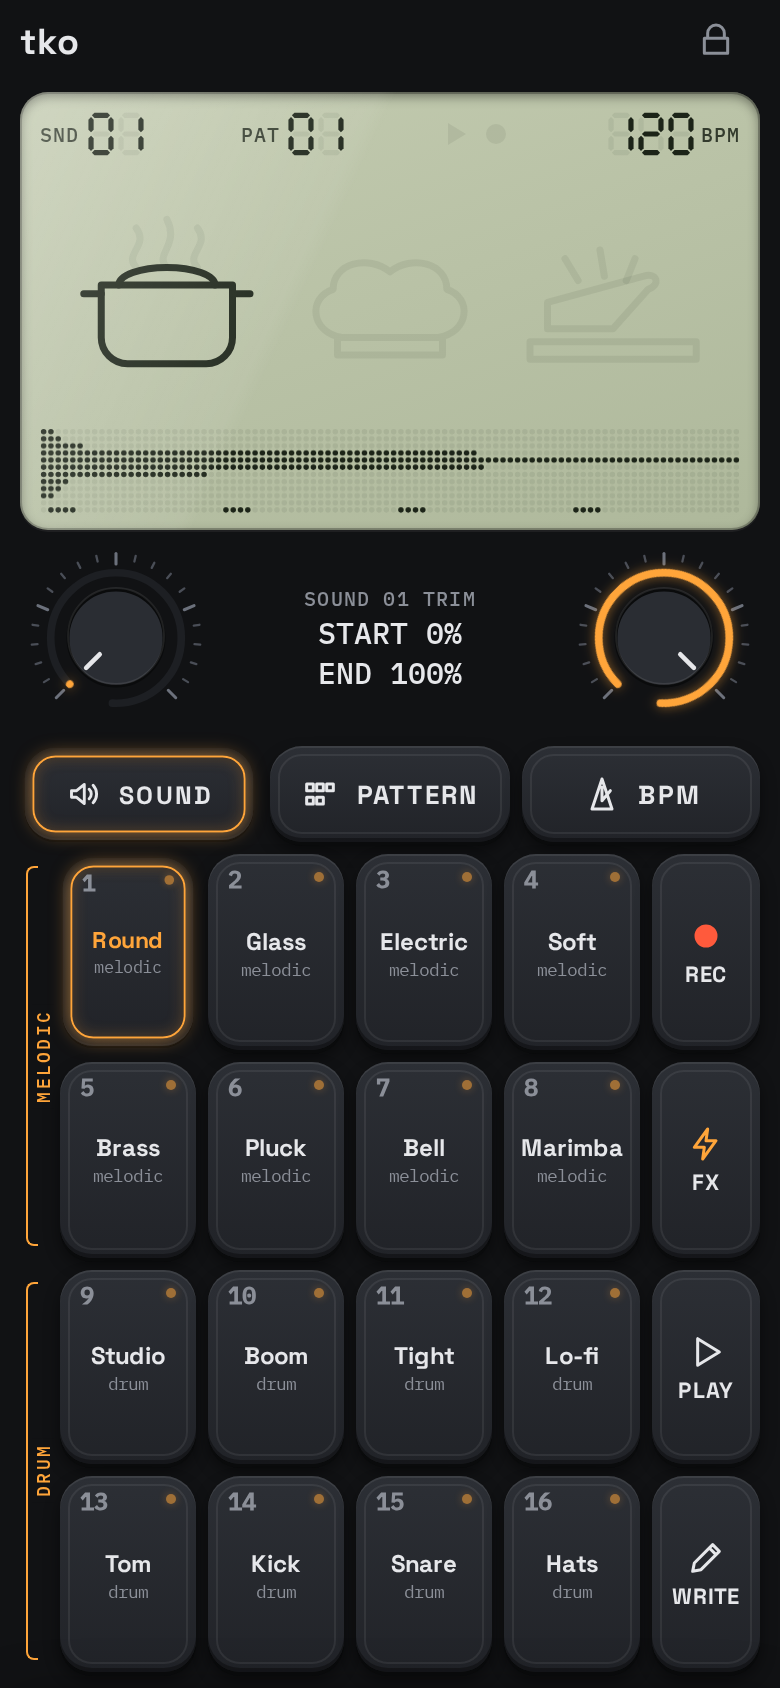 tko
SND 01 PAT 01 120 BPM
SOUND 01 TRIM
START 0%
END 100%
SOUND PATTERN BPM
MELODIC
1 Round melodic
2 Glass melodic
3 Electric melodic
4 Soft melodic
REC
5 Brass melodic
6 Pluck melodic
7 Bell melodic
8 Marimba melodic
FX
DRUM
9 Studio drum
10 Boom drum
11 Tight drum
12 Lo-fi drum
PLAY
13 Tom drum
14 Kick drum
15 Snare drum
16 Hats drum
WRITE